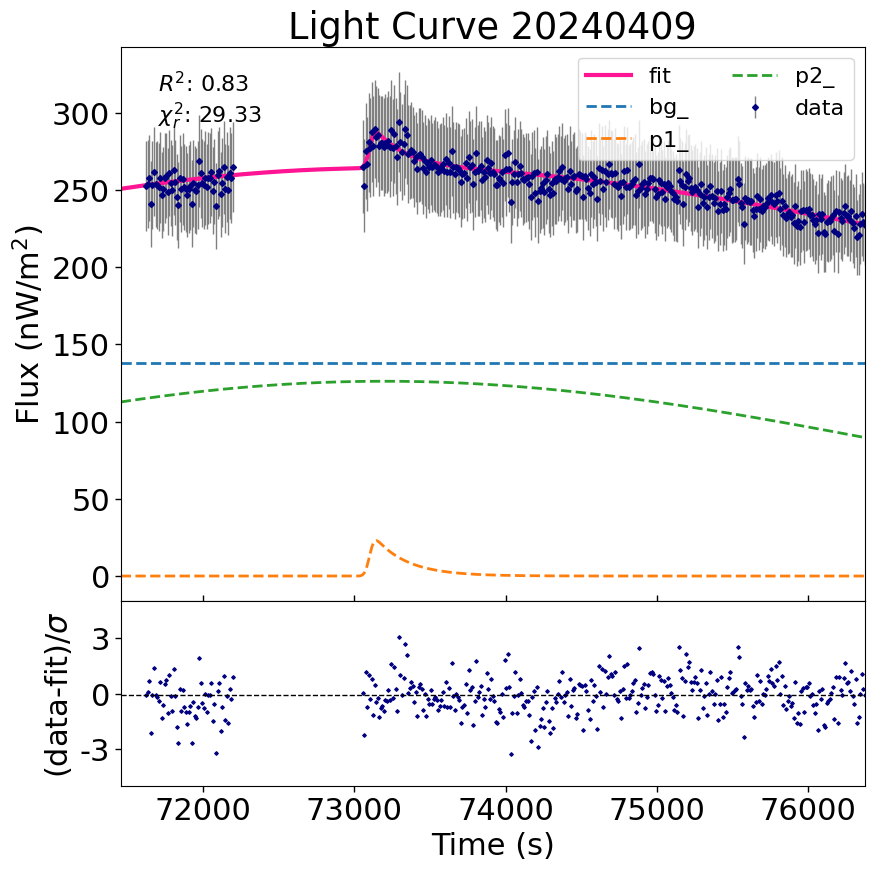 Light Curve 20240409
R²: 0.83
χ²ᵣ: 29.33
fit
bg_
p1_
p2_
data
Flux (nW/m²)
300
250
200
150
100
50
0
(data-fit)/σ
3
0
-3
72000 73000 74000 75000 76000
Time (s)